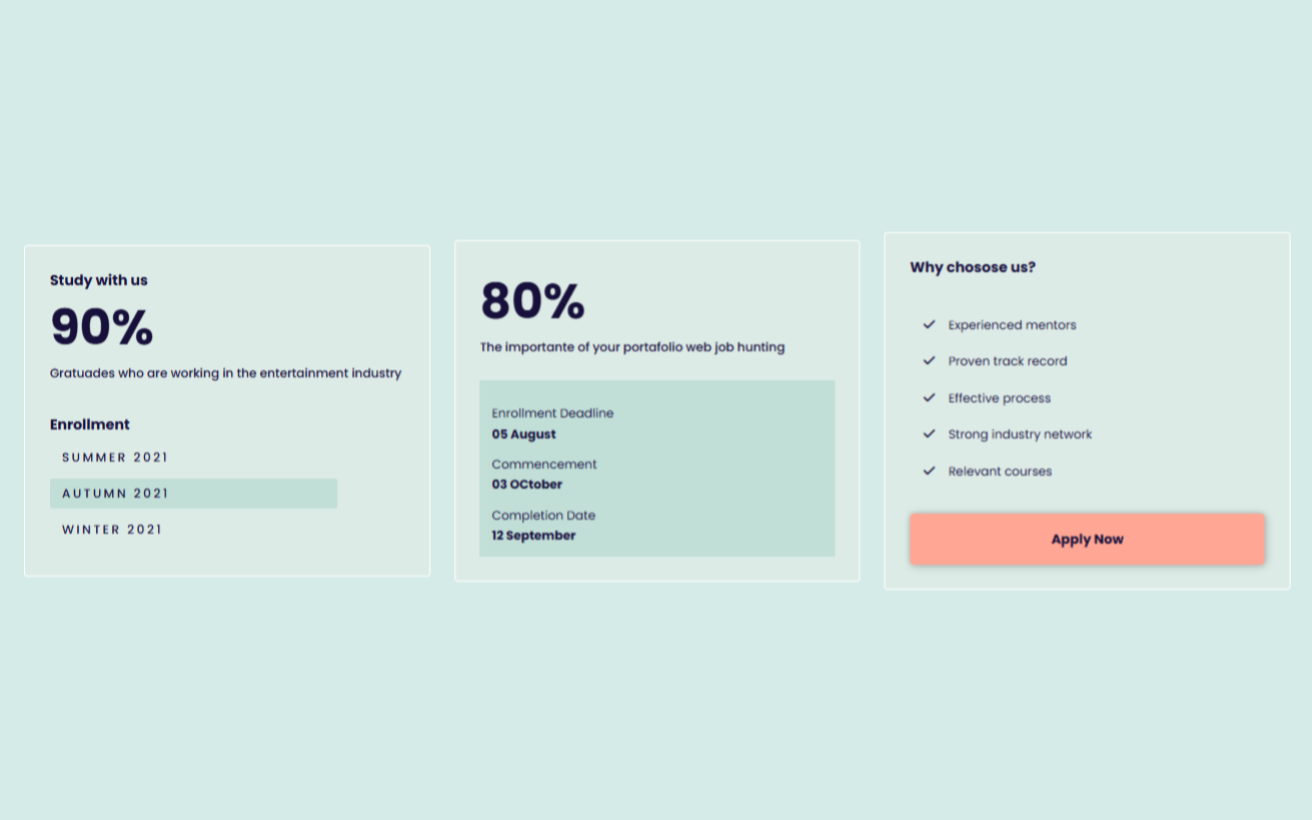 Study with us
90%
Gratuades who are working in the entertainment industry
Enrollment
SUMMER 2021
AUTUMN 2021
WINTER 2021
80%
The importante of your portafolio web job hunting
Enrollment Deadline
05 August
Commencement
03 OCtober
Completion Date
12 September
Why chosose us?
Experienced mentors
Proven track record
Effective process
Strong industry network
Relevant courses
Apply Now